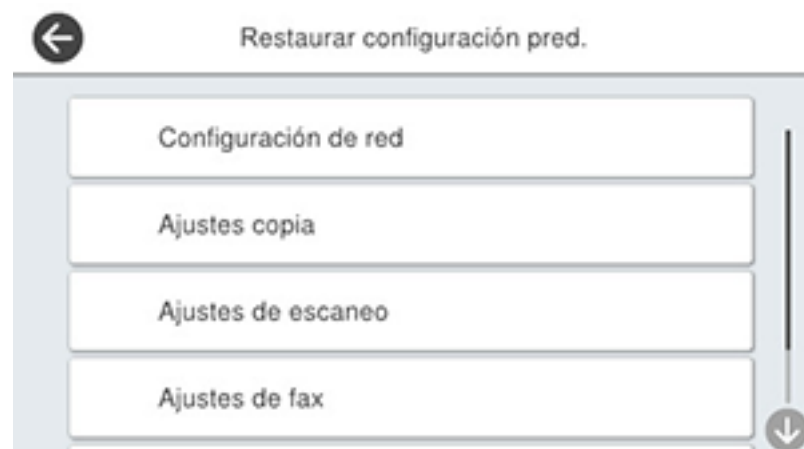 Restaurar configuración pred.
Configuración de red
Ajustes copia
Ajustes de escaneo
Ajustes de fax